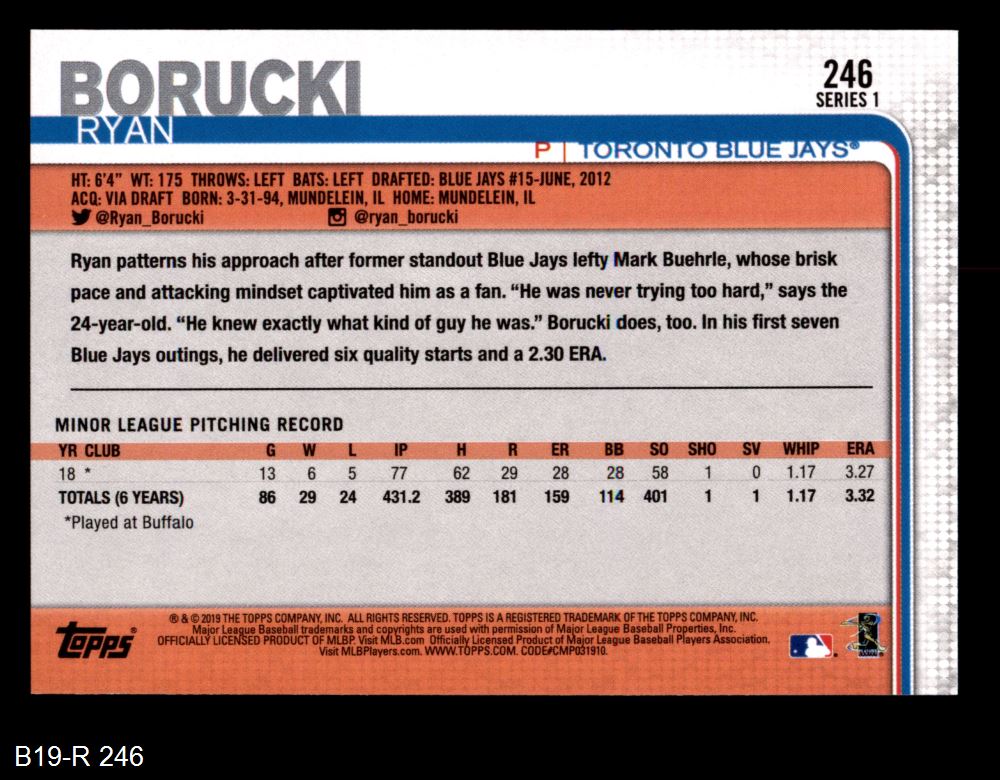 BORUCKI
RYAN
246
SERIES 1
P | TORONTO BLUE JAYS®
HT: 6'4" WT: 175 THROWS: LEFT BATS: LEFT DRAFTED: BLUE JAYS #15-JUNE, 2012
ACQ: VIA DRAFT BORN: 3-31-94, MUNDELEIN, IL HOME: MUNDELEIN, IL
@Ryan_Borucki @ryan_borucki
Ryan patterns his approach after former standout Blue Jays lefty Mark Buehrle, whose brisk
pace and attacking mindset captivated him as a fan. “He was never trying too hard,” says the
24-year-old. “He knew exactly what kind of guy he was.” Borucki does, too. In his first seven
Blue Jays outings, he delivered six quality starts and a 2.30 ERA.
MINOR LEAGUE PITCHING RECORD
YR CLUB G W L IP H R ER BB SO SHO SV WHIP ERA
18 * 13 6 5 77 62 29 28 28 58 1 0 1.17 3.27
TOTALS (6 YEARS) 86 29 24 431.2 389 181 159 114 401 1 1 1.17 3.32
*Played at Buffalo
topps®
® & © 2019 THE TOPPS COMPANY, INC. ALL RIGHTS RESERVED. TOPPS IS A REGISTERED TRADEMARK OF THE TOPPS COMPANY, INC.
Major League Baseball trademarks and copyrights are used with permission of Major League Baseball Properties, Inc.
OFFICIALLY LICENSED PRODUCT OF MLBP. Visit MLB.com Officially Licensed Product of Major League Baseball Players Association.
Visit MLBPlayers.com. WWW.TOPPS.COM. CODE#CMP031910.
B19-R 246